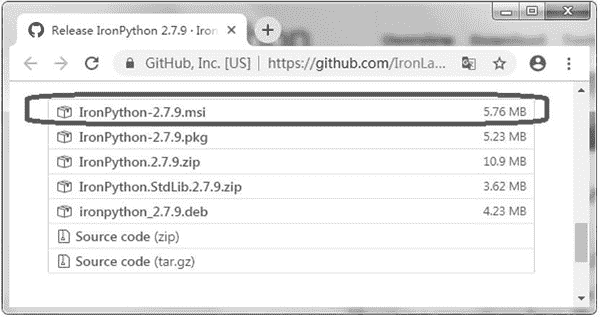 Release IronPython 2.7.9 · Iron
GitHub, Inc. [US] | https://github.com/IronLa
IronPython-2.7.9.msi 5.76 MB
IronPython-2.7.9.pkg 5.23 MB
IronPython.2.7.9.zip 10.9 MB
IronPython.StdLib.2.7.9.zip 3.62 MB
ironpython_2.7.9.deb 4.23 MB
Source code (zip)
Source code (tar.gz)